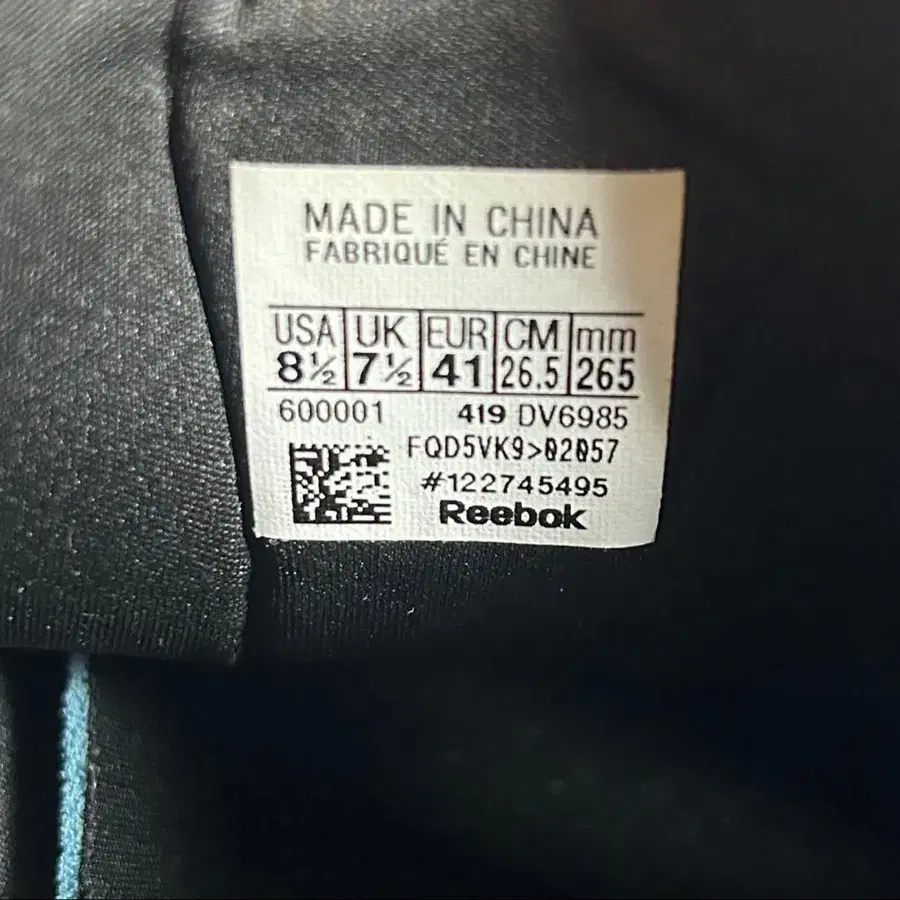 MADE IN CHINA
FABRIQUÉ EN CHINE
USA UK EUR CM mm
8½ 7½ 41 26.5 265
600001 419 DV6985
FQD5VK9>02057
#122745495
Reebok